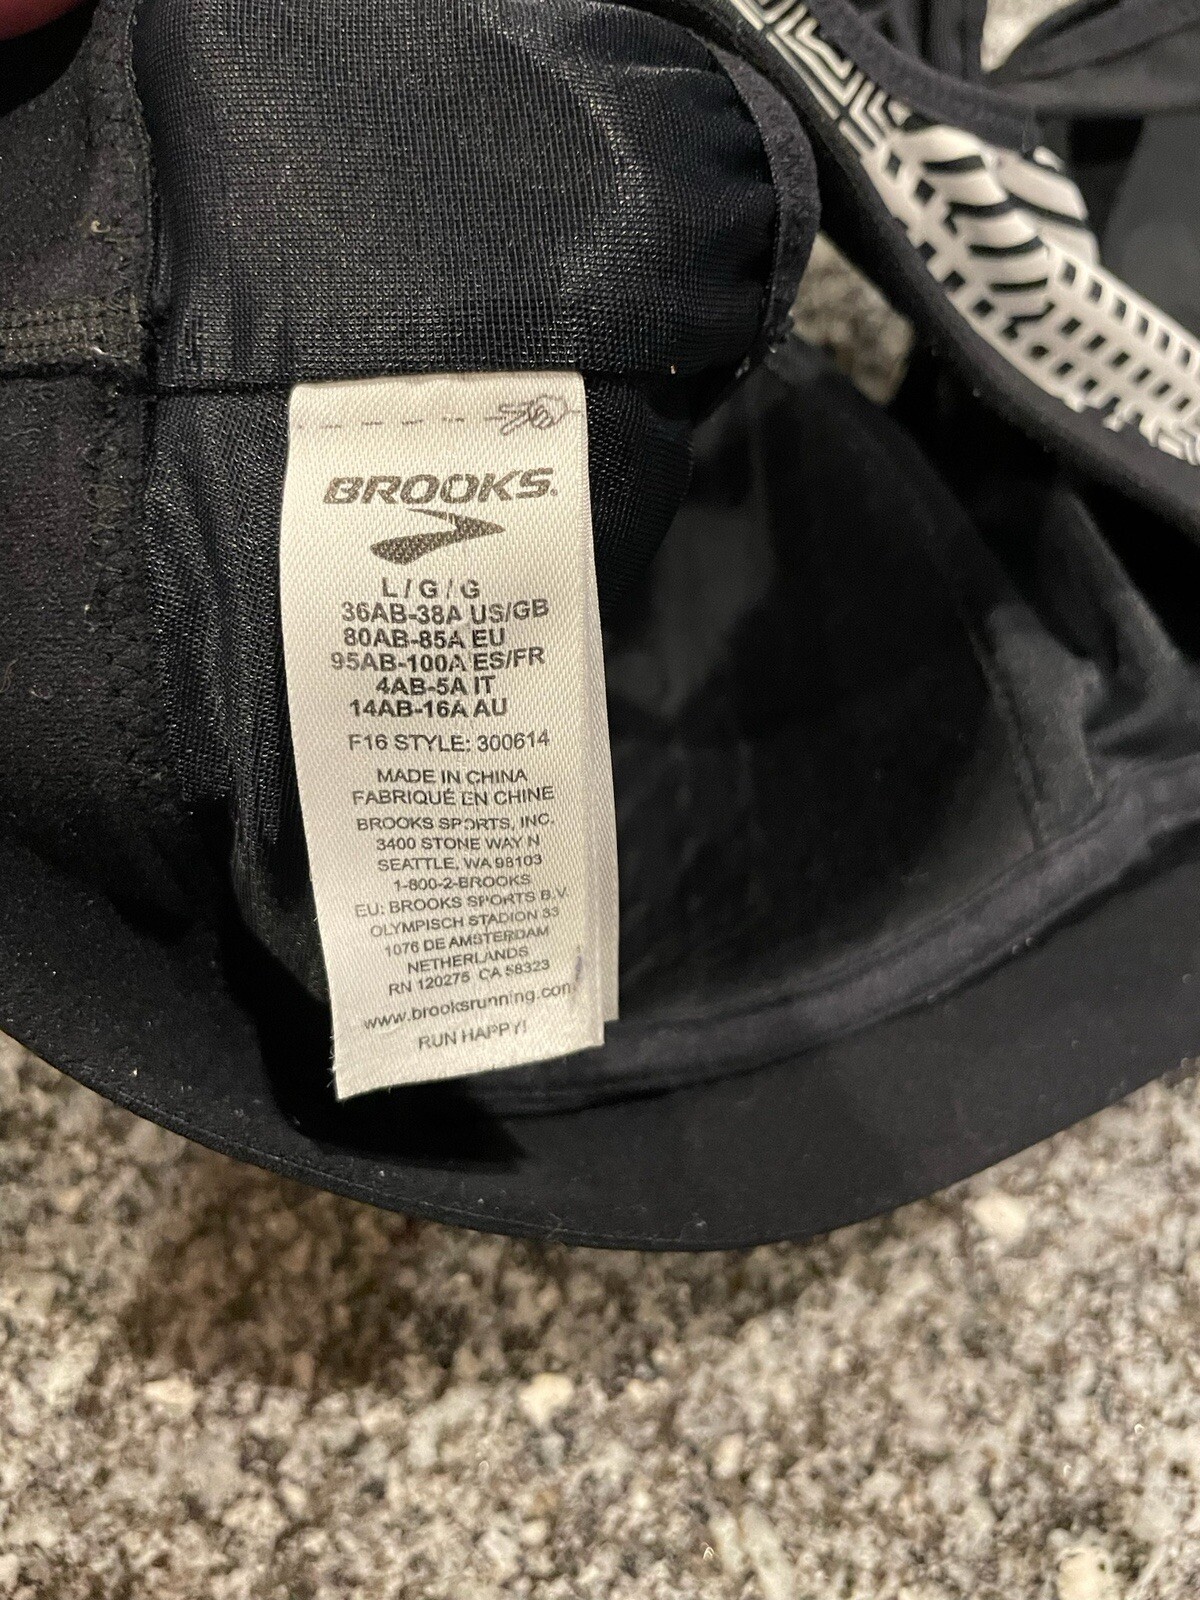 BROOKS.
L/G/G
36AB-38A US/GB
80AB-85A EU
95AB-100A ES/FR
4AB-5A IT
14AB-16A AU
F16 STYLE: 300614
MADE IN CHINA
FABRIQUÉ EN CHINE
BROOKS SPORTS, INC.
3400 STONE WAY N
SEATTLE, WA 98103
1-800-2-BROOKS
EU: BROOKS SPORTS B.V.
OLYMPISCH STADION 33
1076 DE AMSTERDAM
NETHERLANDS
RN 120275 CA 58323
www.brooksrunning.com
RUN HAPPY!